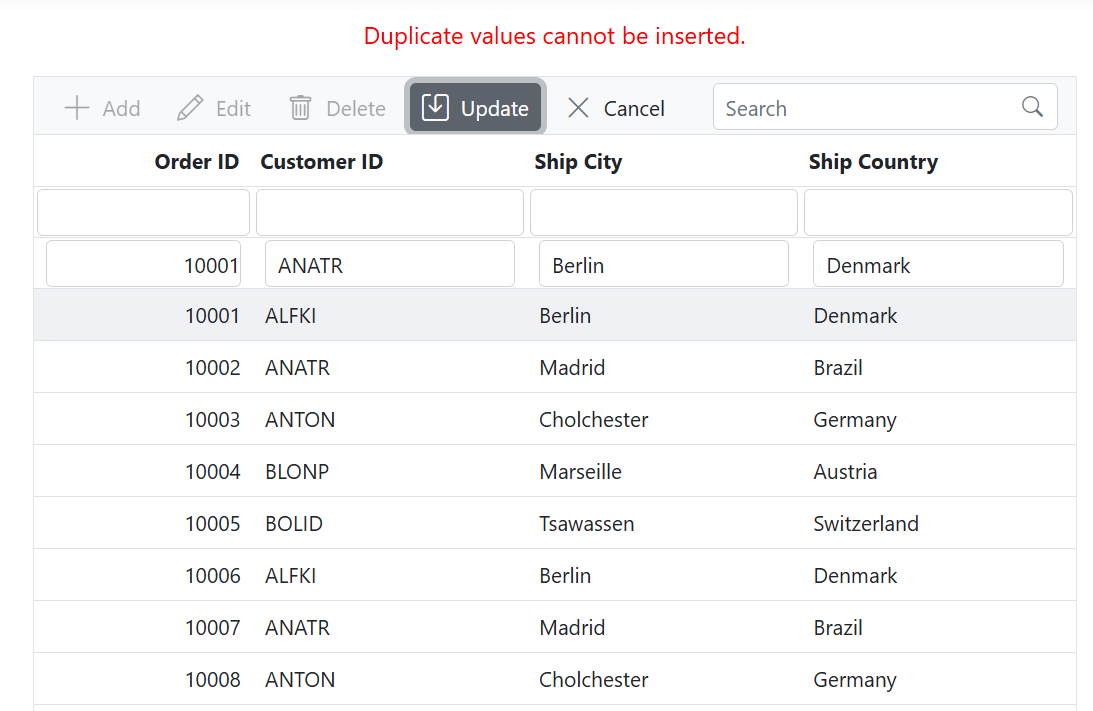 Duplicate values cannot be inserted.
Add Edit Delete Update Cancel Search
Order ID Customer ID Ship City Ship Country
10001 ANATR Berlin Denmark
10001 ALFKI Berlin Denmark
10002 ANATR Madrid Brazil
10003 ANTON Cholchester Germany
10004 BLONP Marseille Austria
10005 BOLID Tsawassen Switzerland
10006 ALFKI Berlin Denmark
10007 ANATR Madrid Brazil
10008 ANTON Cholchester Germany